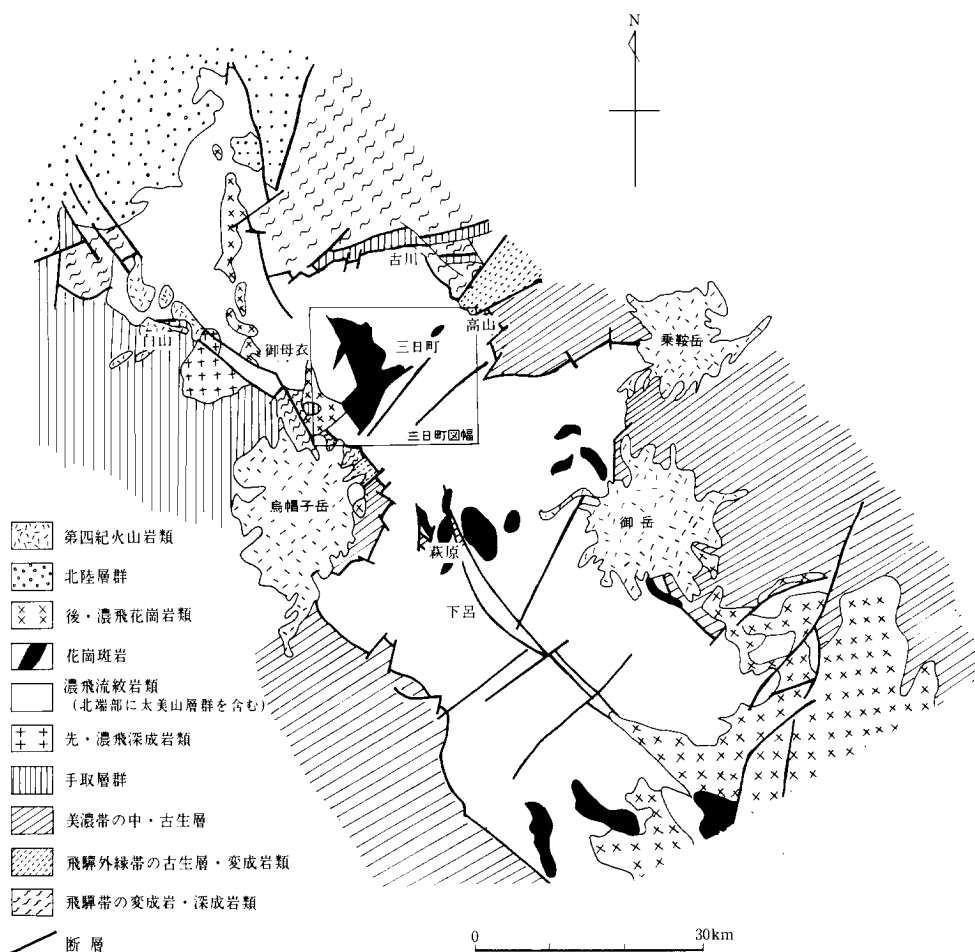 N
古川
高山
白山
御母衣
三日町
乗鞍岳
三日町図幅
烏帽子岳
御岳
萩原
下呂
第四紀火山岩類
北陸層群
後・濃飛花崗岩類
花崗斑岩
濃飛流紋岩類
(北端部に太美山層群を含む)
先・濃飛深成岩類
手取層群
美濃帯の中・古生層
飛驒外縁帯の古生層・変成岩類
飛驒帯の変成岩・深成岩類
断層
0 30km